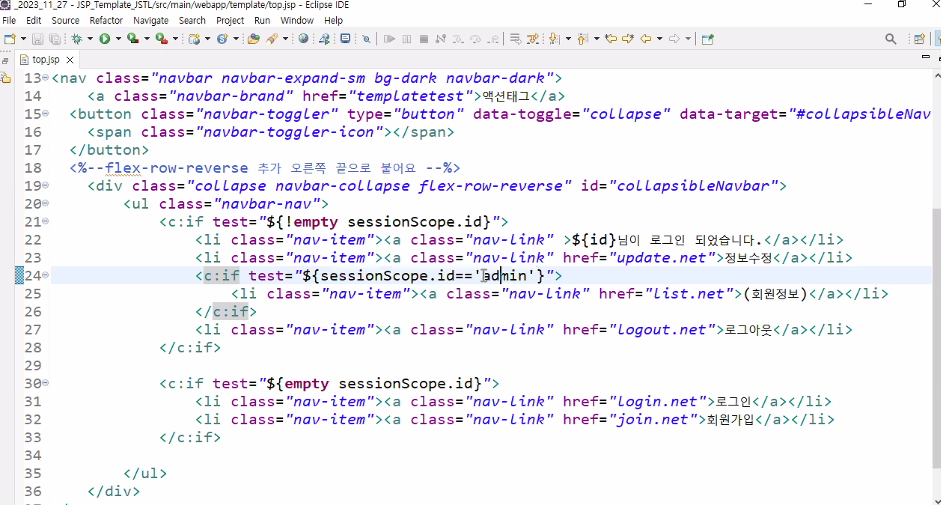 _2023_11_27 - JSP_Template_JSTL/src/main/webapp/template/top.jsp - Eclipse IDE
File Edit Source Refactor Navigate Search Project Run Window Help
top.jsp
13 <nav class="navbar navbar-expand-sm bg-dark navbar-dark">
14 <a class="navbar-brand" href="templatetest">액션태그</a>
15 <button class="navbar-toggler" type="button" data-toggle="collapse" data-target="#collapsibleNav
16 <span class="navbar-toggler-icon"></span>
17 </button>
18 <%--flex-row-reverse 추가 오른쪽 끝으로 붙어요 --%>
19 <div class="collapse navbar-collapse flex-row-reverse" id="collapsibleNavbar">
20 <ul class="navbar-nav">
21 <c:if test="${!empty sessionScope.id}">
22 <li class="nav-item"><a class="nav-link" >${id}님이 로그인 되었습니다.</a></li>
23 <li class="nav-item"><a class="nav-link" href="update.net">정보수정</a></li>
24 <c:if test="${sessionScope.id=='admin'}">
25 <li class="nav-item"><a class="nav-link" href="list.net">(회원정보)</a></li>
26 </c:if>
27 <li class="nav-item"><a class="nav-link" href="logout.net">로그아웃</a></li>
28 </c:if>
29
30 <c:if test="${empty sessionScope.id}">
31 <li class="nav-item"><a class="nav-link" href="login.net">로그인</a></li>
32 <li class="nav-item"><a class="nav-link" href="join.net">회원가입</a></li>
33 </c:if>
34
35 </ul>
36 </div>